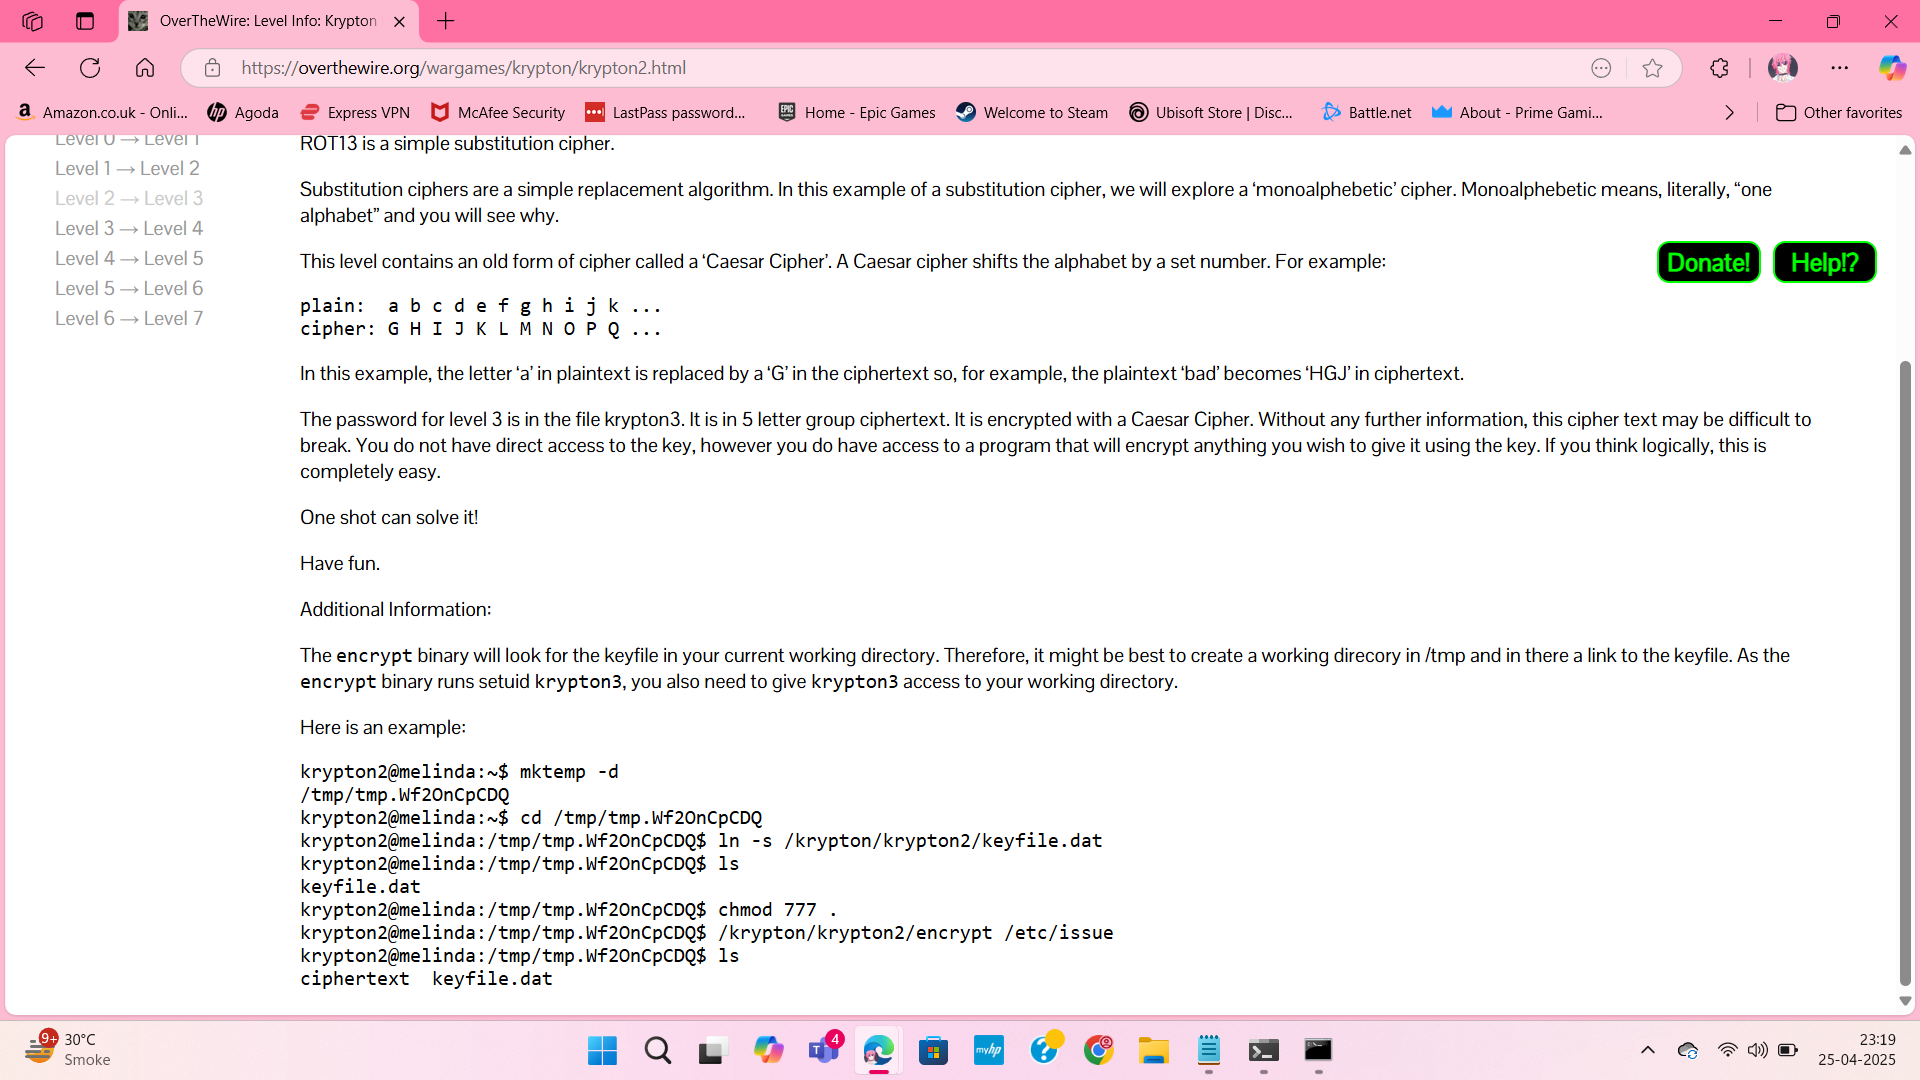 OverTheWire: Level Info: Krypton
https://overthewire.org/wargames/krypton/krypton2.html
Amazon.co.uk - Onli...
Agoda
Express VPN
McAfee Security
LastPass password...
Home - Epic Games
Welcome to Steam
Ubisoft Store | Disc...
Battle.net
About - Prime Gami...
Other favorites
Level 0 → Level 1
Level 1 → Level 2
Level 2 → Level 3
Level 3 → Level 4
Level 4 → Level 5
Level 5 → Level 6
Level 6 → Level 7
ROT13 is a simple substitution cipher.
Substitution ciphers are a simple replacement algorithm. In this example of a substitution cipher, we will explore a ‘monoalphebetic’ cipher. Monoalphebetic means, literally, “one
alphabet” and you will see why.
This level contains an old form of cipher called a ‘Caesar Cipher’. A Caesar cipher shifts the alphabet by a set number. For example:
Donate!
Help!?
plain:  a b c d e f g h i j k ...
cipher: G H I J K L M N O P Q ...
In this example, the letter ‘a’ in plaintext is replaced by a ‘G’ in the ciphertext so, for example, the plaintext ‘bad’ becomes ‘HGJ’ in ciphertext.
The password for level 3 is in the file krypton3. It is in 5 letter group ciphertext. It is encrypted with a Caesar Cipher. Without any further information, this cipher text may be difficult to
break. You do not have direct access to the key, however you do have access to a program that will encrypt anything you wish to give it using the key. If you think logically, this is
completely easy.
One shot can solve it!
Have fun.
Additional Information:
The encrypt binary will look for the keyfile in your current working directory. Therefore, it might be best to create a working direcory in /tmp and in there a link to the keyfile. As the
encrypt binary runs setuid krypton3, you also need to give krypton3 access to your working directory.
Here is an example:
krypton2@melinda:~$ mktemp -d
/tmp/tmp.Wf2OnCpCDQ
krypton2@melinda:~$ cd /tmp/tmp.Wf2OnCpCDQ
krypton2@melinda:/tmp/tmp.Wf2OnCpCDQ$ ln -s /krypton/krypton2/keyfile.dat
krypton2@melinda:/tmp/tmp.Wf2OnCpCDQ$ ls
keyfile.dat
krypton2@melinda:/tmp/tmp.Wf2OnCpCDQ$ chmod 777 .
krypton2@melinda:/tmp/tmp.Wf2OnCpCDQ$ /krypton/krypton2/encrypt /etc/issue
krypton2@melinda:/tmp/tmp.Wf2OnCpCDQ$ ls
ciphertext  keyfile.dat
9+
30°C
Smoke
4
myhp
23:19
25-04-2025